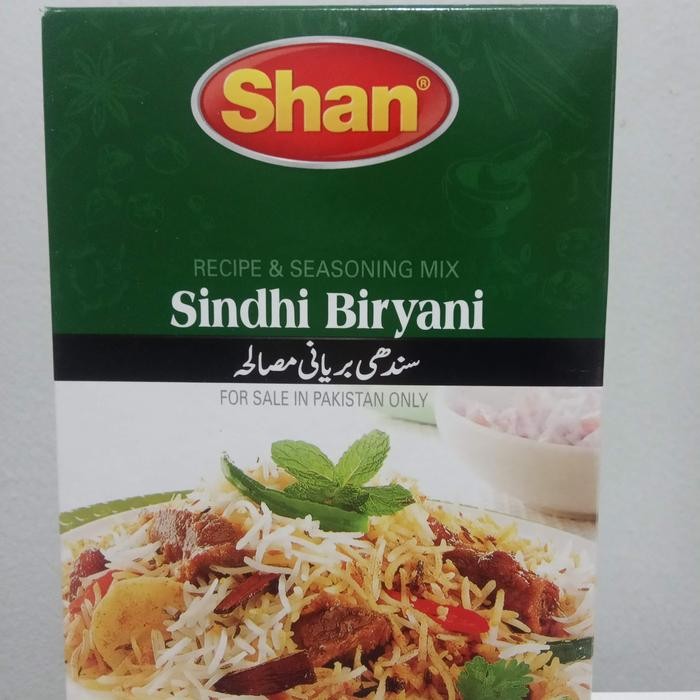 Shan®
RECIPE & SEASONING MIX
Sindhi Biryani
سندھی بریانی مصالحہ
FOR SALE IN PAKISTAN ONLY